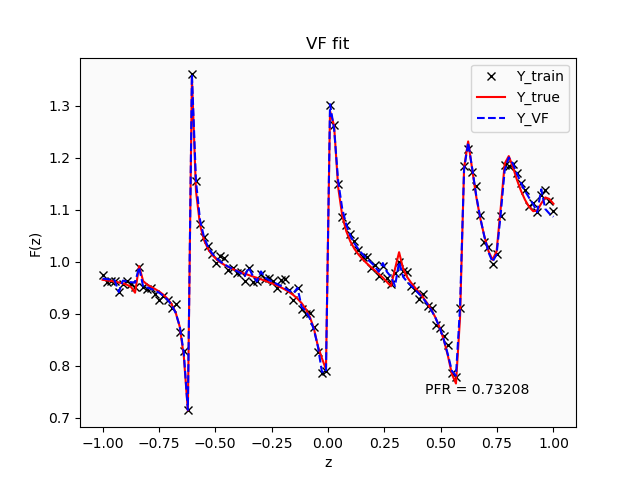 VF fit
Y_train
Y_true
Y_VF
F(z)
1.3
1.2
1.1
1.0
0.9
0.8
0.7
PFR = 0.73208
−1.00 −0.75 −0.50 −0.25 0.00 0.25 0.50 0.75 1.00
z